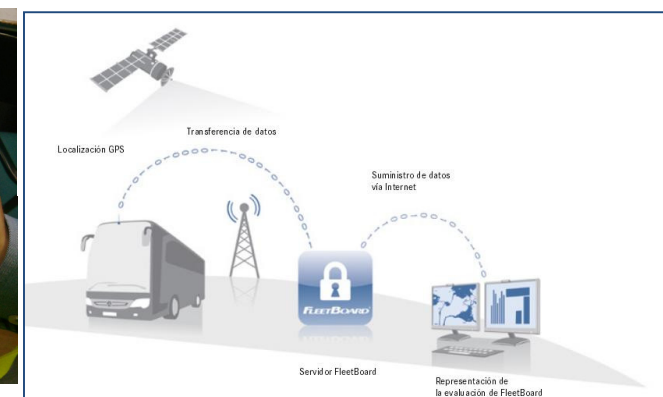 Transferencia de datos
Localización GPS
Suministro de datos
vía Internet
FLEETBOARD
Servidor FleetBoard
Representación de
la evaluación de FleetBoard